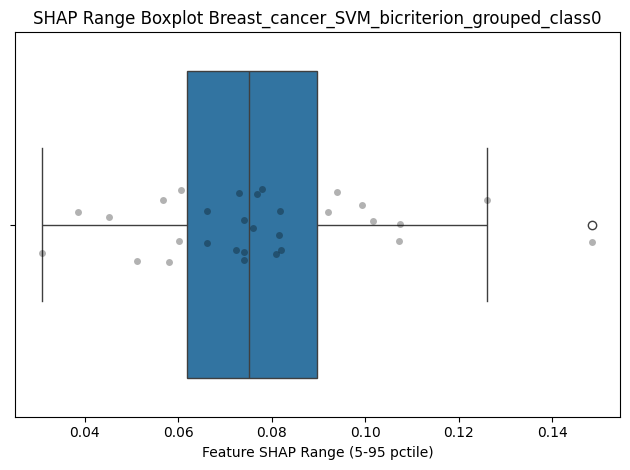 SHAP Range Boxplot Breast_cancer_SVM_bicriterion_grouped_class0
0.04 0.06 0.08 0.10 0.12 0.14
Feature SHAP Range (5-95 pctile)